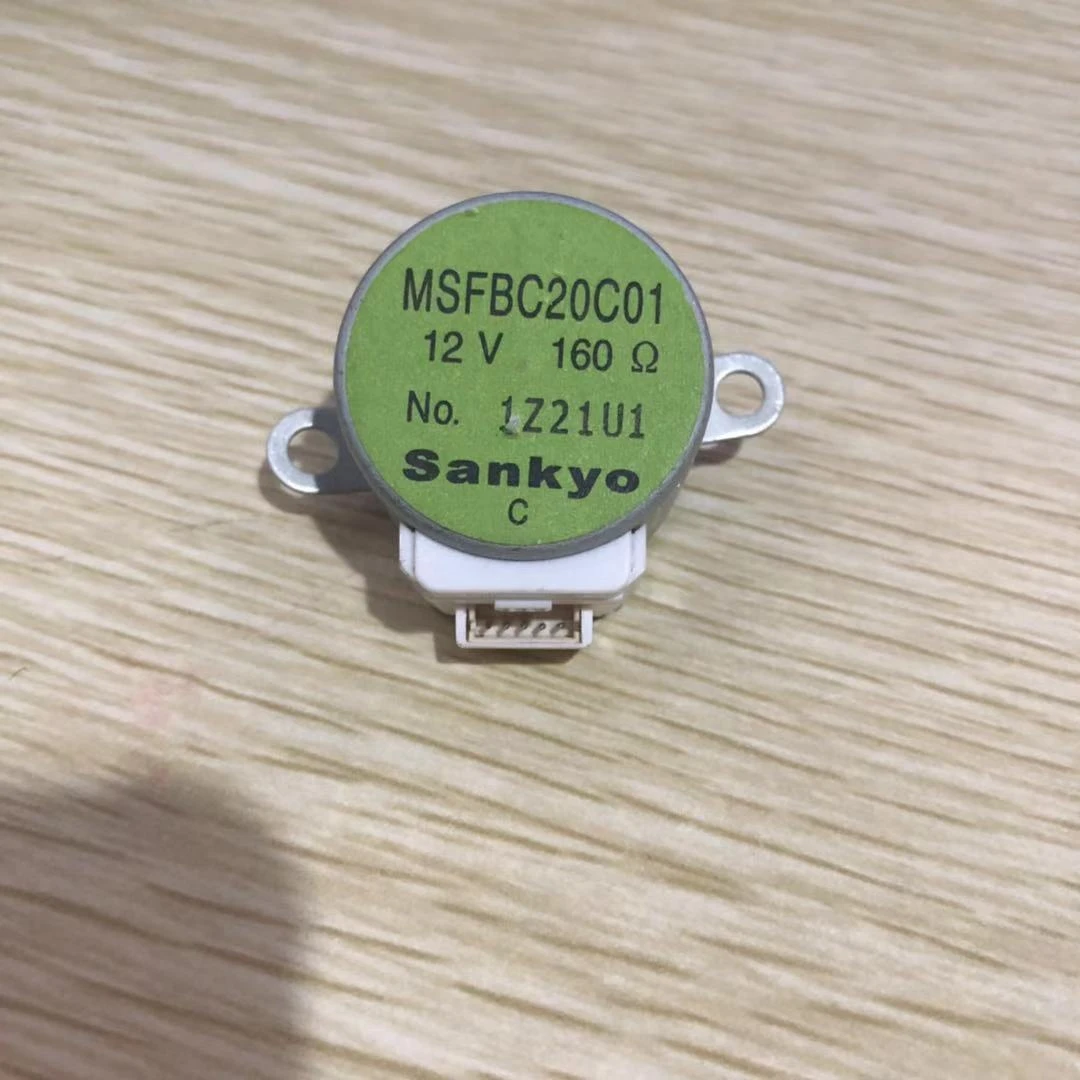 MSFBC20C01
12 V 160 Ω
No. 1Z21U1
Sankyo
C